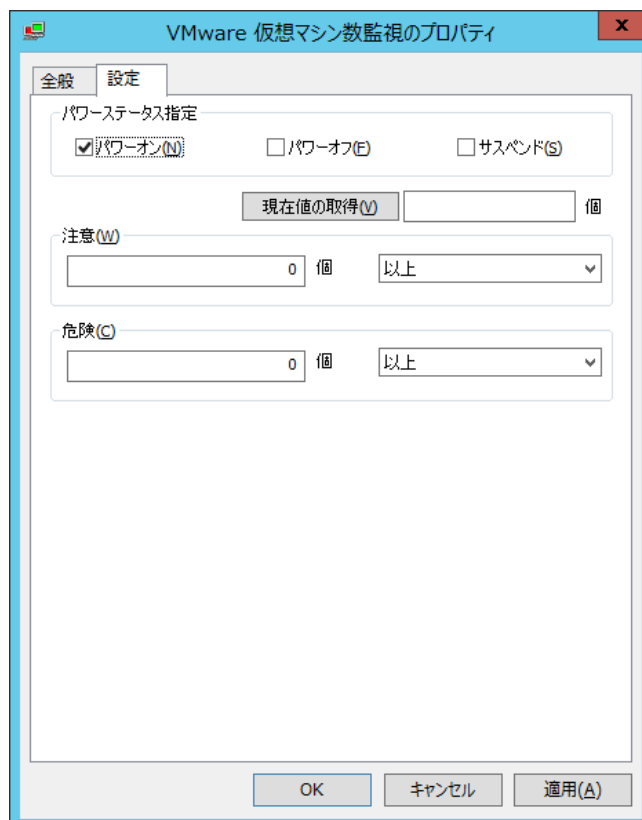 VMware 仮想マシン数監視のプロパティ
x
全般 設定
パワーステータス指定
パワーオン(N) パワーオフ(F) サスペンド(S)
現在値の取得(V) 個
注意(W)
0 個 以上
危険(C)
0 個 以上
OK キャンセル 適用(A)